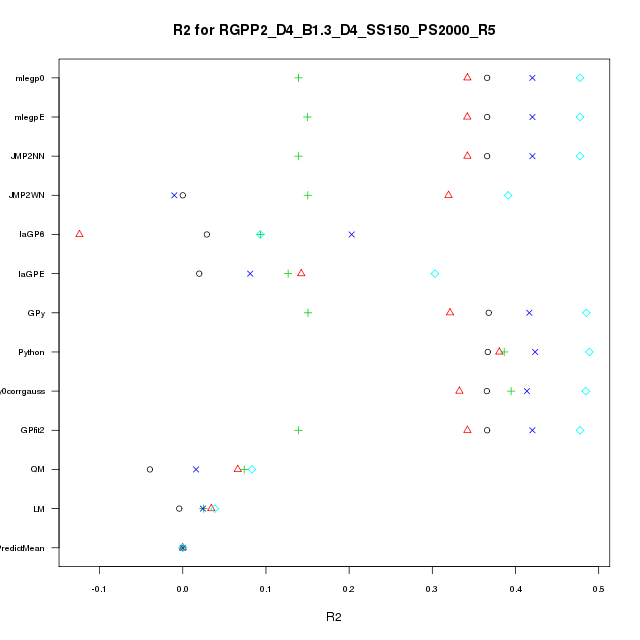 R2 for RGPP2_D4_B1.3_D4_SS150_PS2000_R5
mlegp0
mlegpE
JMP2NN
JMP2WN
laGP6
laGPE
GPy
Python
y0corrgauss
GPfit2
QM
LM
PredictMean
-0.1 0.0 0.1 0.2 0.3 0.4 0.5
R2